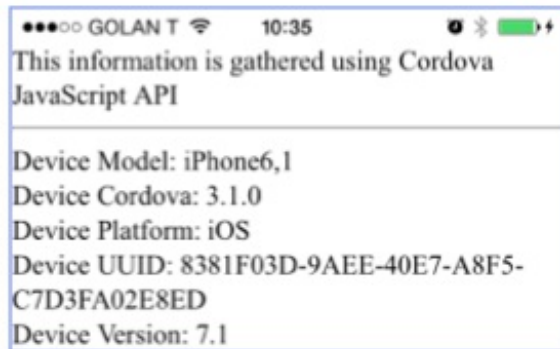 GOLAN T 10:35
This information is gathered using Cordova
JavaScript API
Device Model: iPhone6,1
Device Cordova: 3.1.0
Device Platform: iOS
Device UUID: 8381F03D-9AEE-40E7-A8F5-
C7D3FA02E8ED
Device Version: 7.1